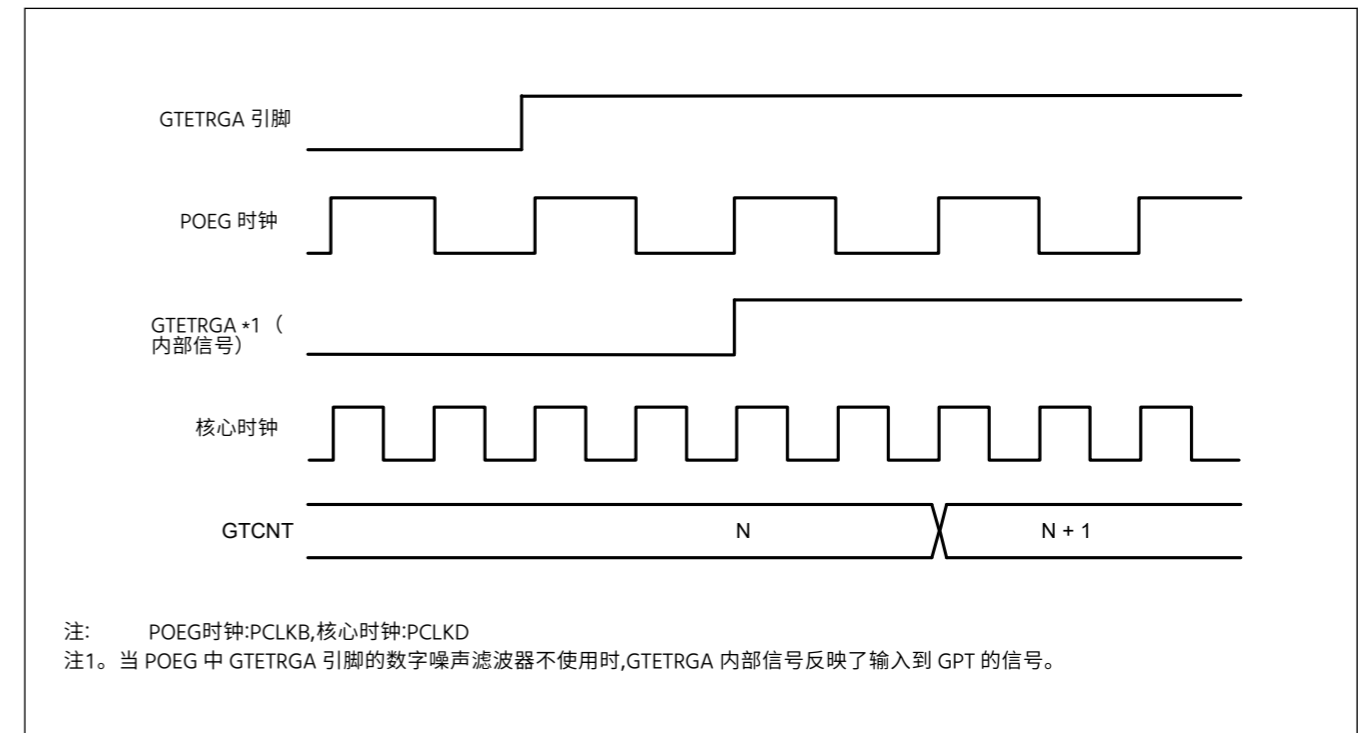 GTETRGA 引脚
POEG 时钟
GTETRGA *1（
内部信号）
核心时钟
GTCNT N N + 1
注: POEG时钟:PCLKB,核心时钟:PCLKD
注1。当 POEG 中 GTETRGA 引脚的数字噪声滤波器不使用时,GTETRGA 内部信号反映了输入到 GPT 的信号。